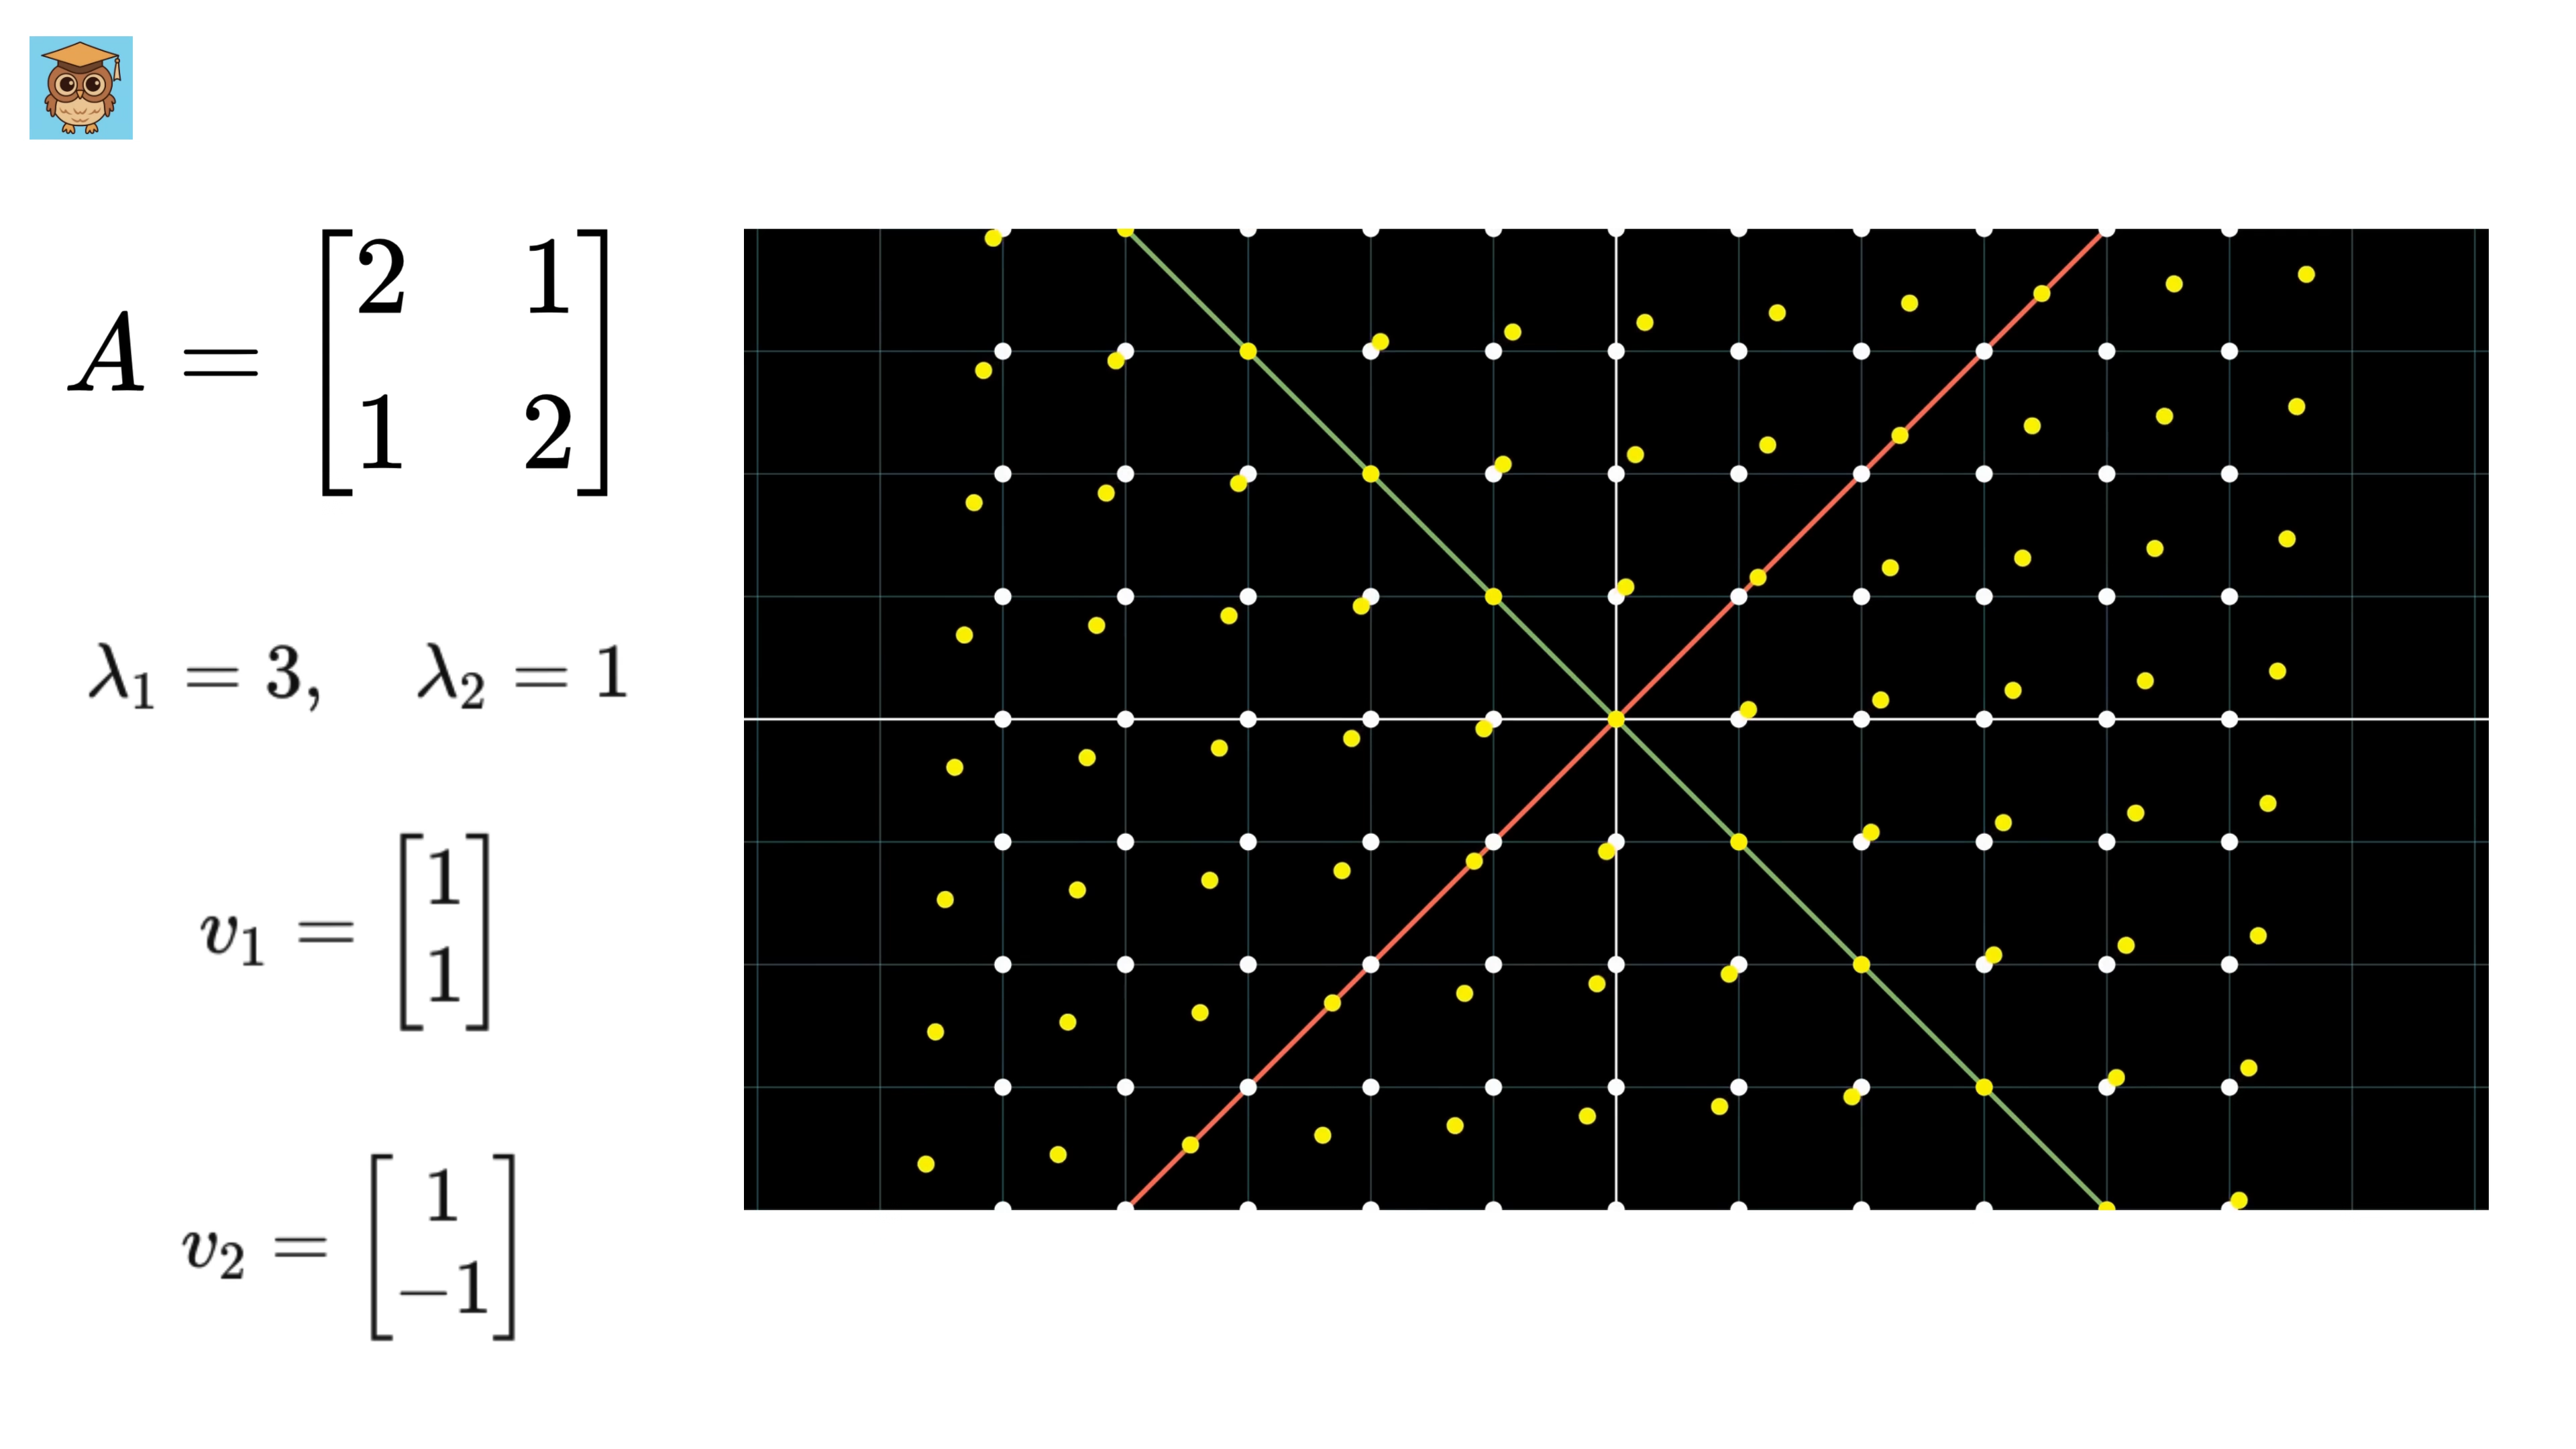 A = [2 1
1 2]
λ₁ = 3, λ₂ = 1
v₁ = [1
1]
v₂ = [1
−1]